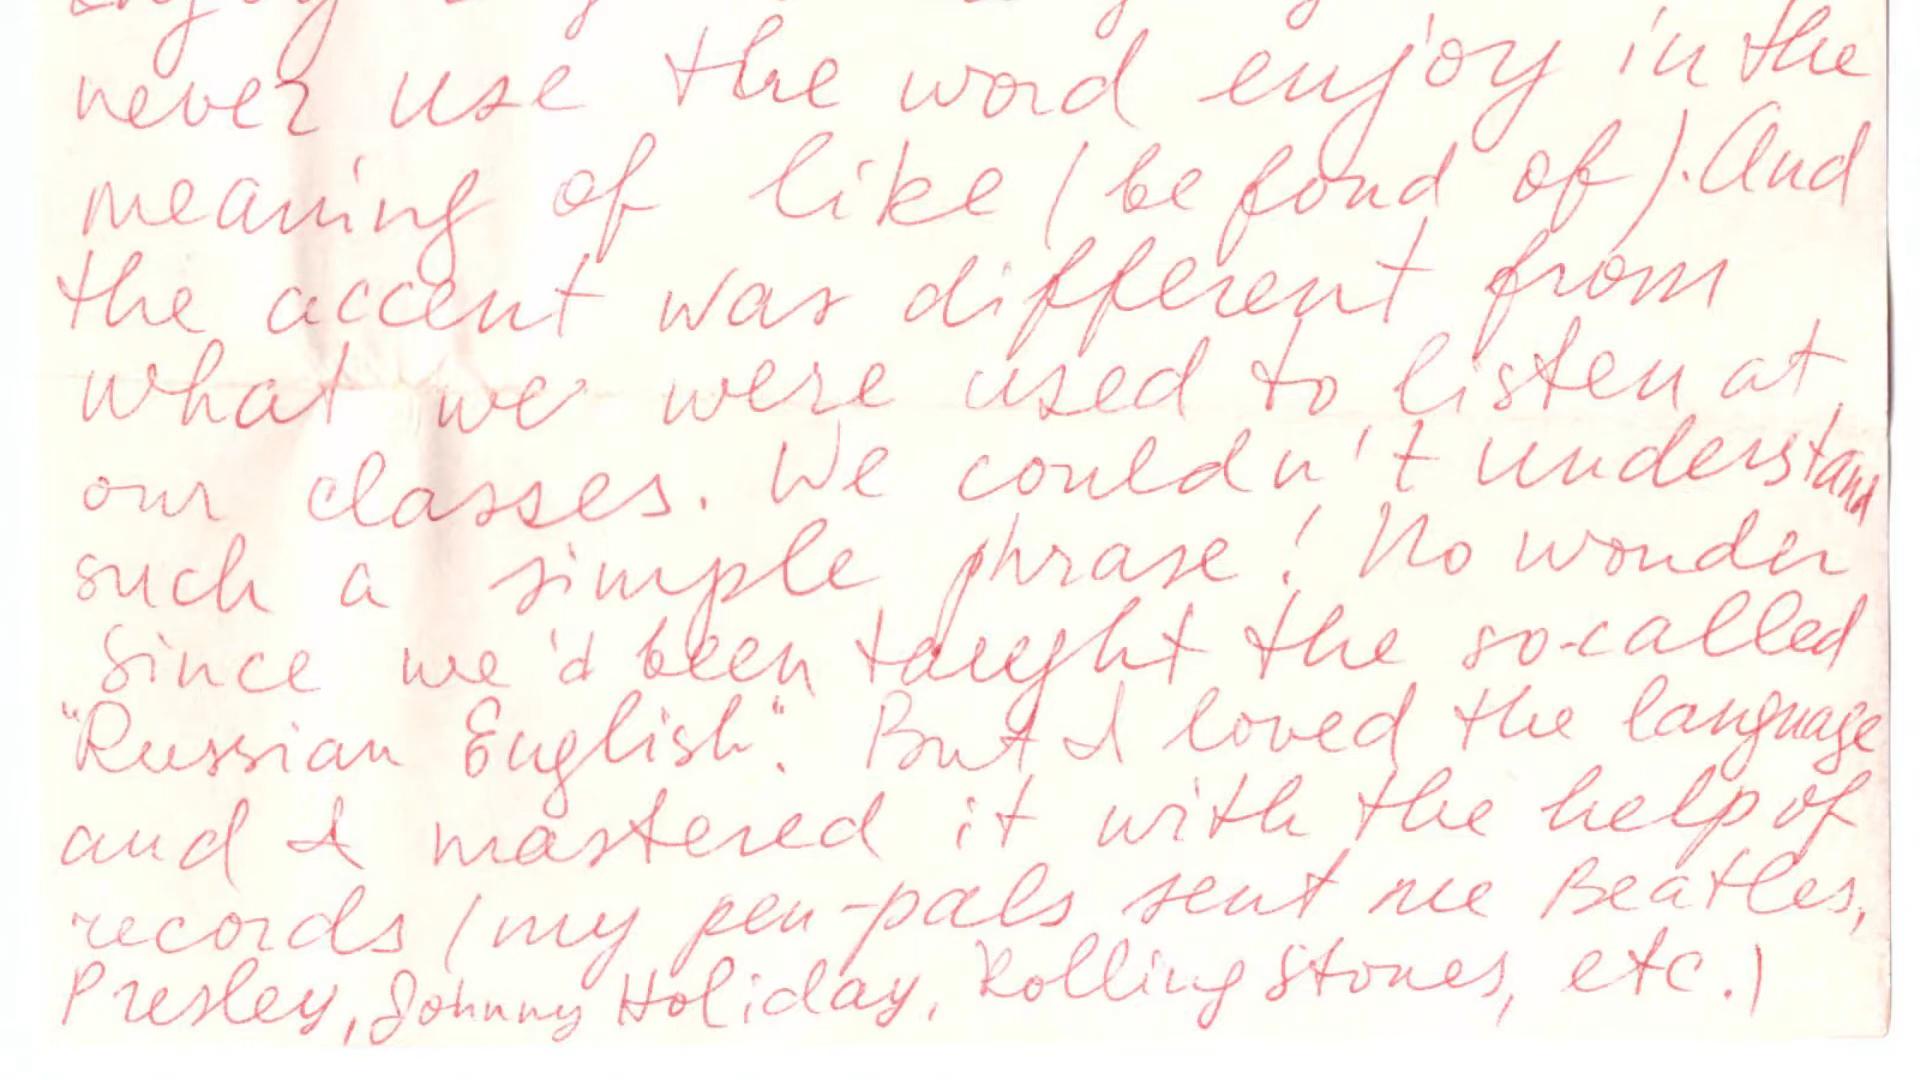 never use the word enjoy in the
meaning of like (be fond of). And
the accent was different from
what we were used to listen at
our classes. We couldn't understand
such a simple phrase! No wonder
since we'd been taught the so-called
"Russian English". But I loved the language
and I mastered it with the help of
records (my pen-pals sent me Beatles,
Presley, Johnny Holiday, Rolling Stones, etc.)